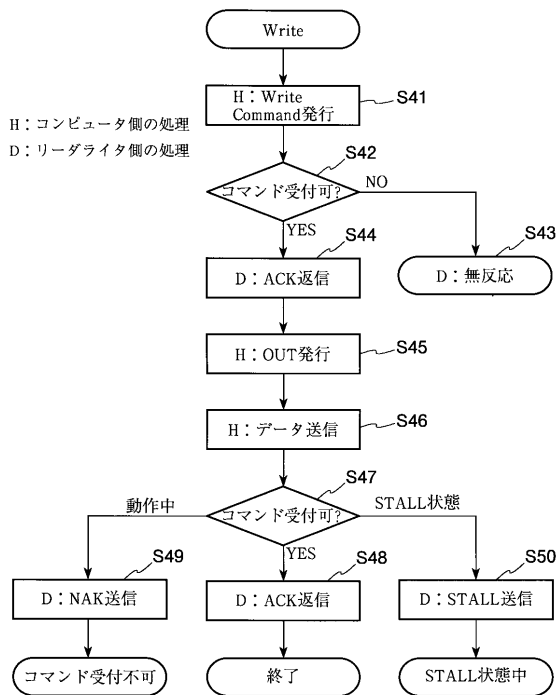 Write
H：Write
Command発行
S41
H：コンピュータ側の処理
D：リーダライタ側の処理
S42
コマンド受付可?
NO
YES
S44
S43
D：ACK返信
D：無反応
H：OUT発行
S45
H：データ送信
S46
S47
動作中
コマンド受付可?
STALL状態
YES
S49
S48
S50
D：NAK送信
D：ACK返信
D：STALL送信
コマンド受付不可
終了
STALL状態中